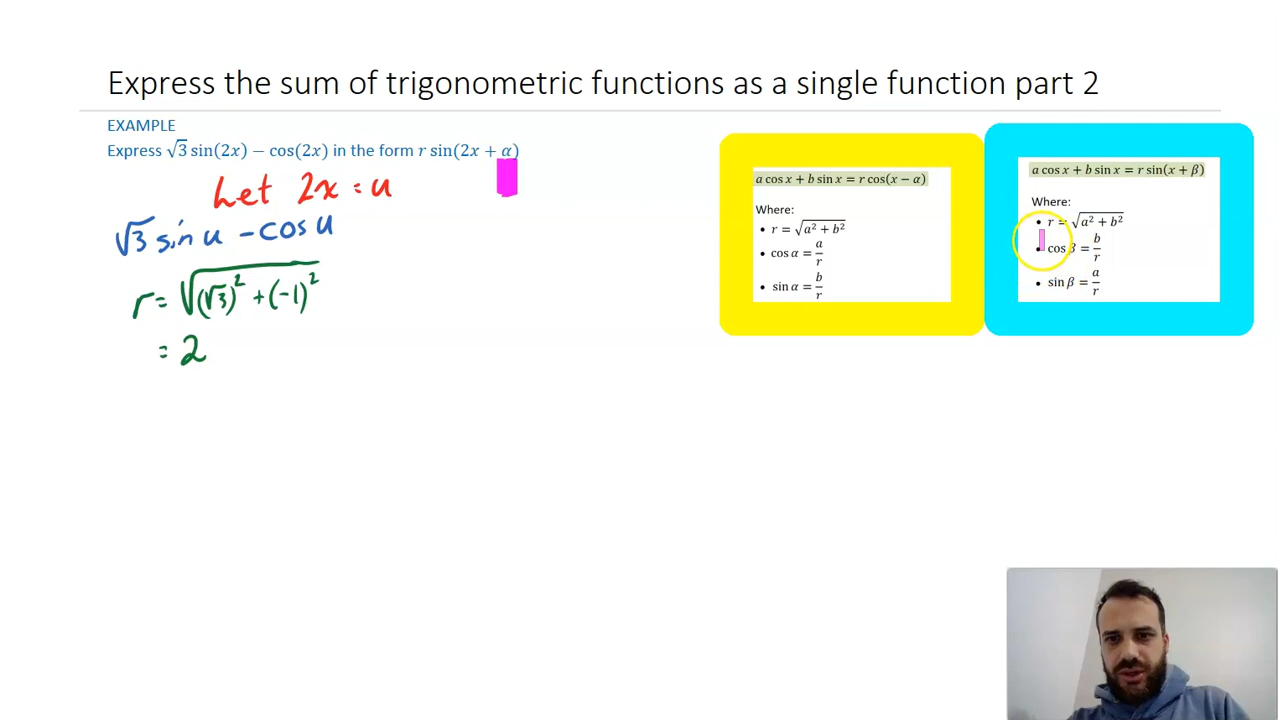 Express the sum of trigonometric functions as a single function part 2
EXAMPLE
Express √3 sin(2x) − cos(2x) in the form r sin(2x + α)
Let 2x = u
√3 sin u − cos u
r = √((√3)² + (−1)²)
= 2
a cos x + b sin x = r cos(x − α)
Where:
• r = √(a² + b²)
• cos α = a/r
• sin α = b/r
a cos x + b sin x = r sin(x + β)
Where:
• r = √(a² + b²)
• cos β = b/r
• sin β = a/r